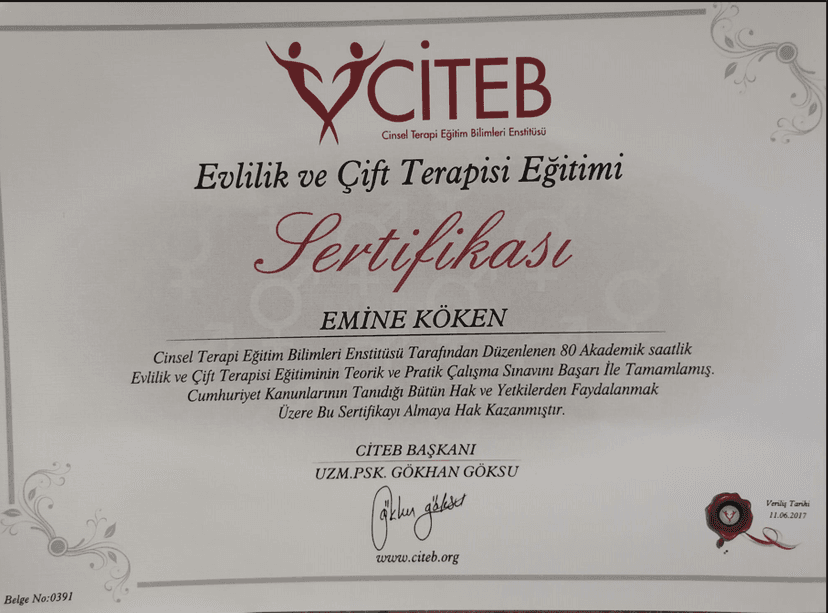 CİTEB
Cinsel Terapi Eğitim Bilimleri Enstitüsü
Evlilik ve Çift Terapisi Eğitimi
Sertifikası
EMİNE KÖKEN
Cinsel Terapi Eğitim Bilimleri Enstitüsü Tarafından Düzenlenen 80 Akademik saatlik
Evlilik ve Çift Terapisi Eğitiminin Teorik ve Pratik Çalışma Sınavını Başarı İle Tamamlamış.
Cumhuriyet Kanunlarının Tanıdığı Bütün Hak ve Yetkilerden Faydalanmak
Üzere Bu Sertifikayı Almaya Hak Kazanmıştır.
CİTEB BAŞKANI
UZM.PSK. GÖKHAN GÖKSU
Gökhan göksu
www.citeb.org
Veriliş Tarihi
11.06.2017
Belge No:0391